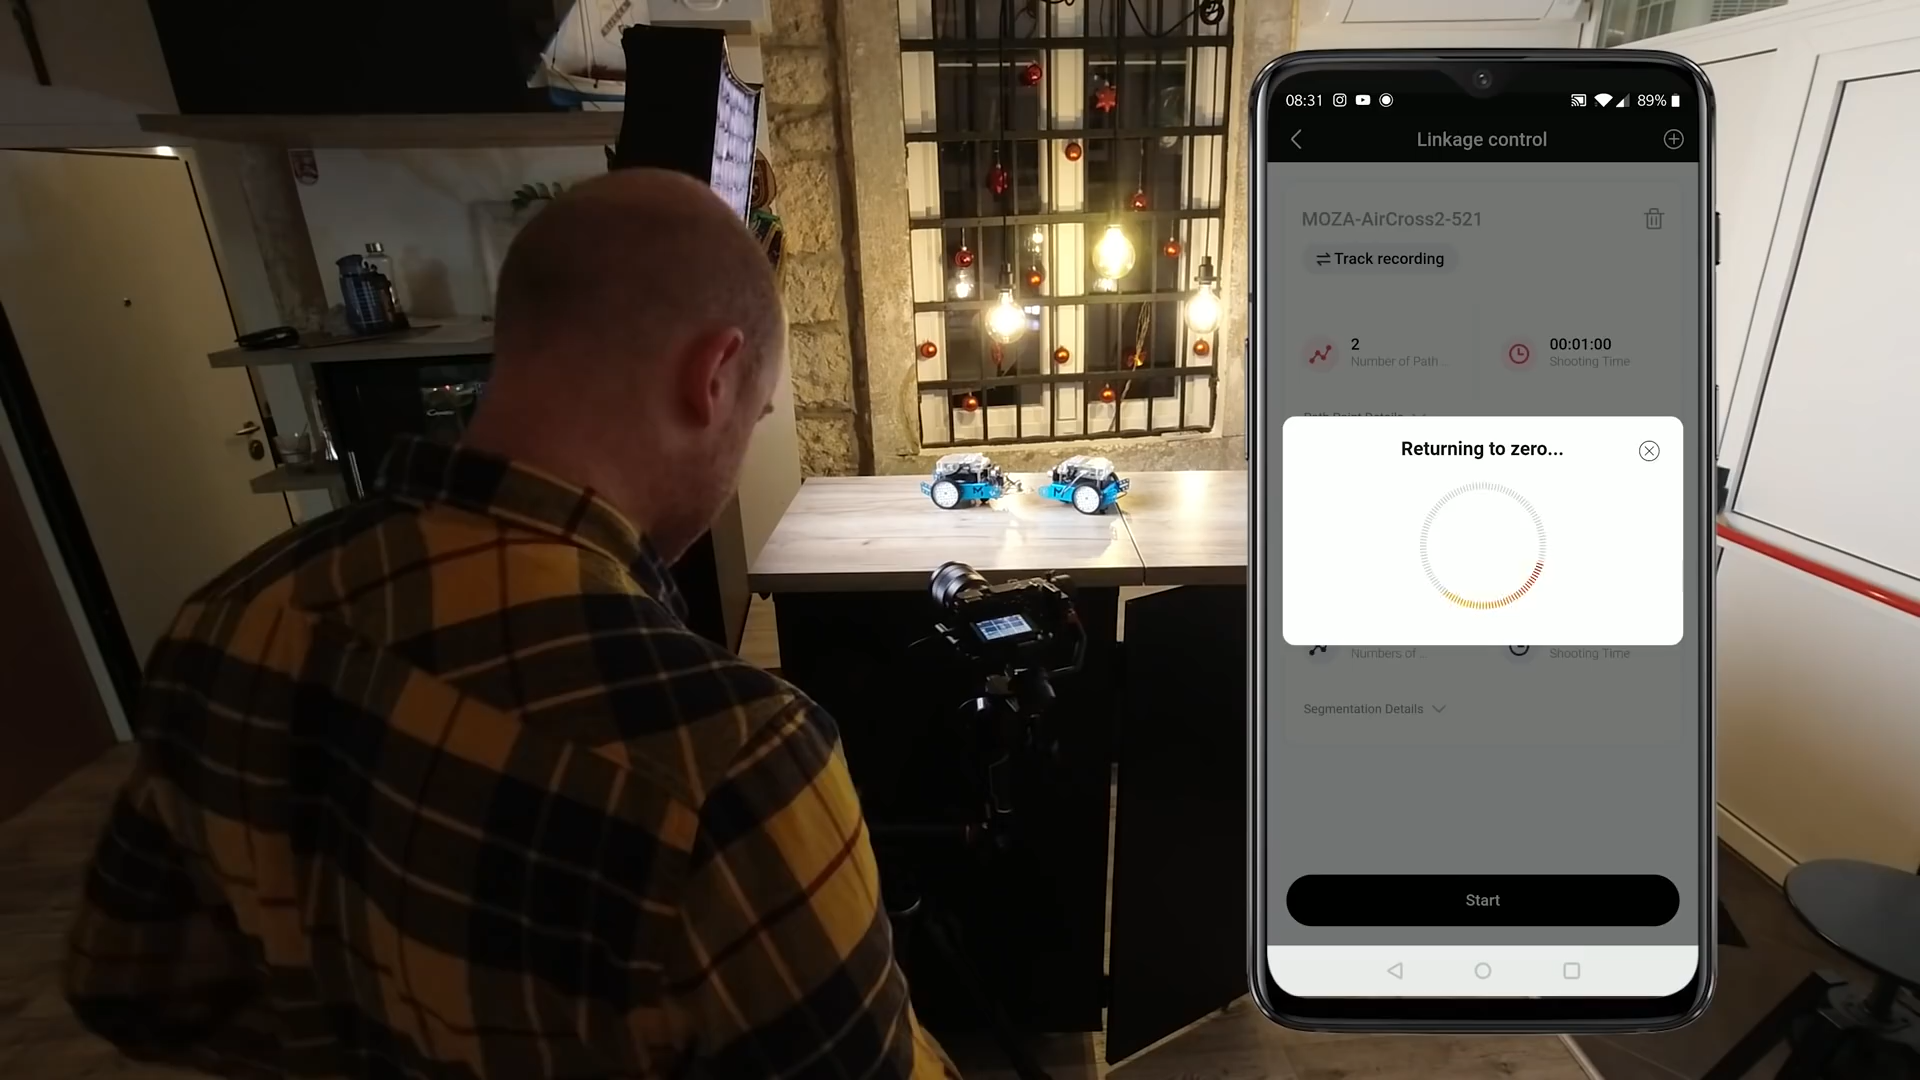 08:31
89%
Linkage control
MOZA-AirCross2-521
Track recording
2
Number of Path...
00:01:00
Shooting Time
Returning to zero...
Numbers of ...
Shooting Time
Segmentation Details
Start